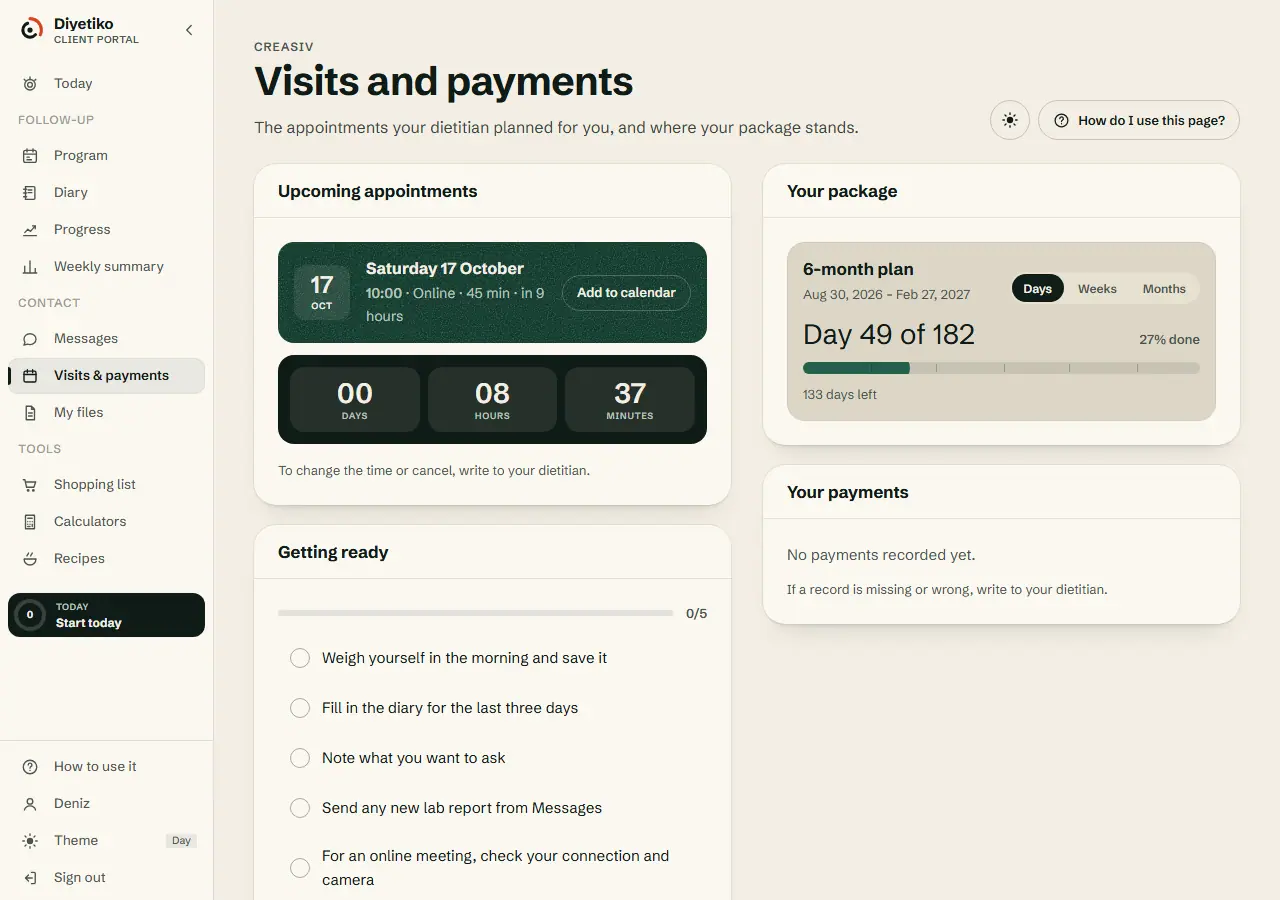 Diyetiko
CLIENT PORTAL
Today
FOLLOW-UP
Program
Diary
Progress
Weekly summary
CONTACT
Messages
Visits & payments
My files
TOOLS
Shopping list
Calculators
Recipes
0
TODAY
Start today
How to use it
Deniz
Theme
Day
Sign out
CREASIV
Visits and payments
The appointments your dietitian planned for you, and where your package stands.
How do I use this page?
Upcoming appointments
17
OCT
Saturday 17 October
10:00 · Online · 45 min · in 9
hours
Add to calendar
00
DAYS
08
HOURS
37
MINUTES
To change the time or cancel, write to your dietitian.
Getting ready
0/5
Weigh yourself in the morning and save it
Fill in the diary for the last three days
Note what you want to ask
Send any new lab report from Messages
For an online meeting, check your connection and
camera
Your package
6-month plan
Aug 30, 2026 – Feb 27, 2027
Days
Weeks
Months
Day 49 of 182
27% done
133 days left
Your payments
No payments recorded yet.
If a record is missing or wrong, write to your dietitian.